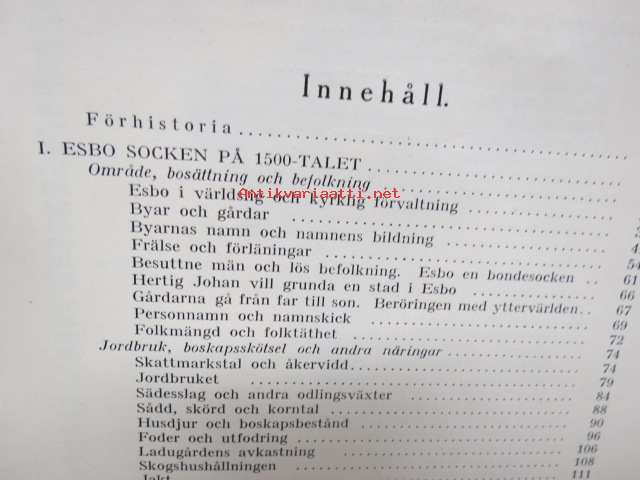 Innehåll.
Förhistoria
I. ESBO SOCKEN PÅ 1500-TALET
Område, bosättning och befolkning
Esbo i världslig och kyrklig förvaltning
Antikvariaatti.net
Byar och gårdar
Byarnas namn och namnens bildning 4
Frälse och förläningar
Besuttne män och lös befolkning. Esbo en bondesocken 54
Hertig Johan vill grunda en stad i Esbo 61
Gårdarna gå från far till son. Beröringen med yttervärlden 66
Personnamn och namnskick 67
Folkmängd och folktäthet 69
72
Jordbruk, boskapsskötsel och andra näringar 74
Skattmarkstal och åkervidd 74
Jordbruket 79
Sädesslag och andra odlingsväxter 84
Sådd, skörd och korntal 88
Husdjur och boskapsbestånd 90
Foder och utfodring 96
Ladugårdens avkastning 106
Skogshushållningen 108
Jakt 111